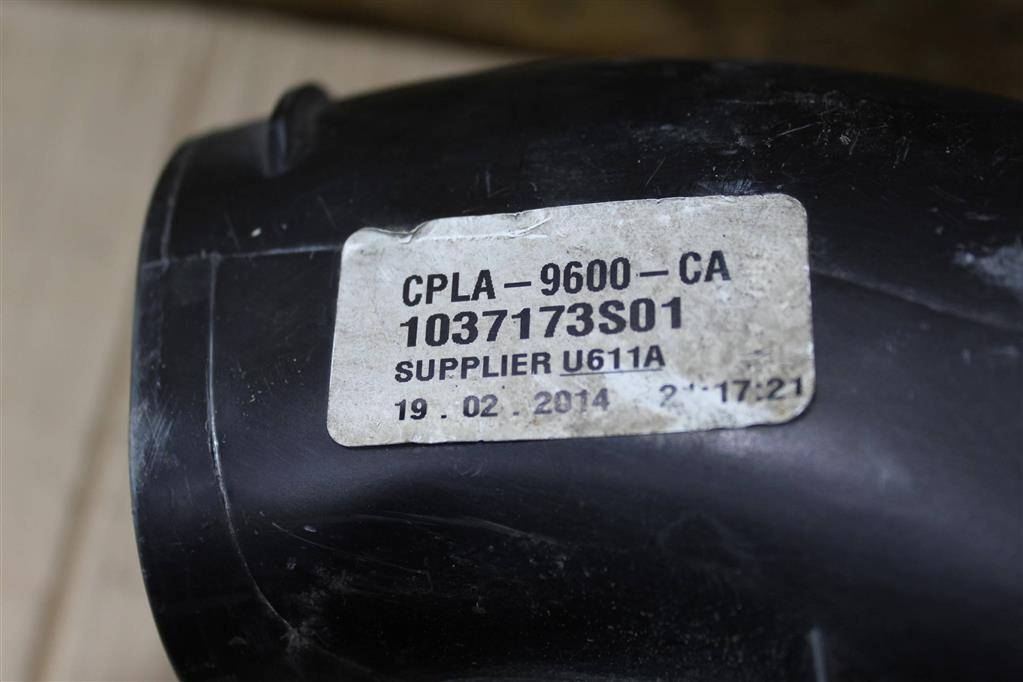 CPLA-9600-CA
1037173S01
SUPPLIER U611A
19.02.2014